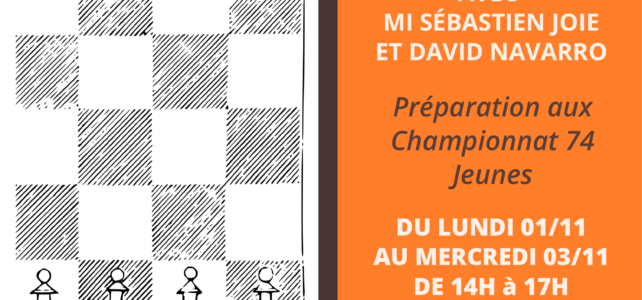 MI SÉBASTIEN JOIE
ET DAVID NAVARRO
Préparation aux
Championnat 74
Jeunes
DU LUNDI 01/11
AU MERCREDI 03/11
DE 14H à 17H